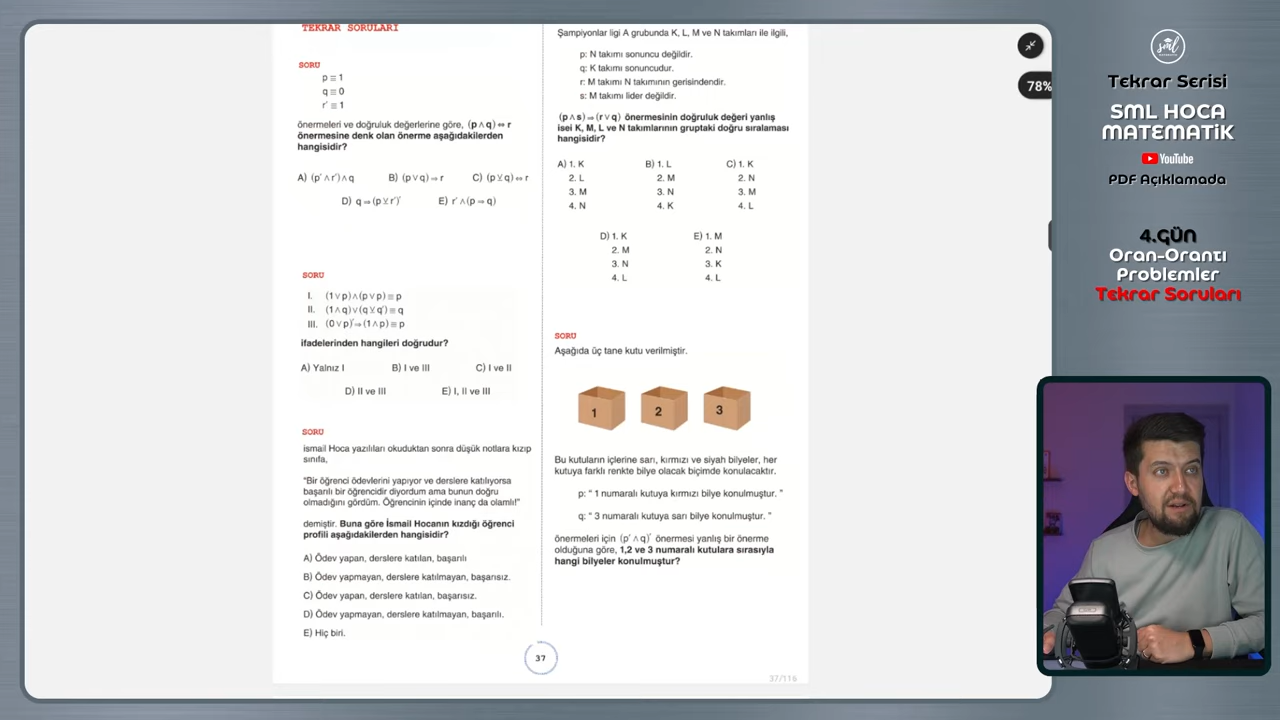 TEKRAR SORULARI
SORU
p ≡ 1
q ≡ 0
r′ ≡ 1
önermeleri ve doğruluk değerlerine göre, (p ∧ q) ⇔ r
önermesine denk olan önerme aşağıdakilerden
hangisidir?
A) (p′ ∧ r′) ∧ q B) (p ∨ q) ⇒ r C) (p ⊻ q) ⇔ r
D) q ⇒ (p ⊻ r′)′ E) r′ ∧ (p ⇒ q)
SORU
I. (1 ∨ p) ∧ (p ∨ p) ≡ p
II. (1 ∧ q) ∨ (q ⊻ q′) ≡ q
III. (0 ∨ p)′ ⇒ (1 ∧ p) ≡ p
ifadelerinden hangileri doğrudur?
A) Yalnız I B) I ve III C) I ve II
D) II ve III E) I, II ve III
SORU
İsmail Hoca yazılıları okuduktan sonra düşük notlara kızıp
sınıfa,
“Bir öğrenci ödevlerini yapıyor ve derslere katılıyorsa
başarılı bir öğrencidir diyordum ama bunun doğru
olmadığını gördüm. Öğrencinin içinde inanç da olamlı!”
demiştir. Buna göre İsmail Hocanın kızdığı öğrenci
profili aşağıdakilerden hangisidir?
A) Ödev yapan, derslere katılan, başarılı
B) Ödev yapmayan, derslere katılmayan, başarısız.
C) Ödev yapan, derslere katılan, başarısız.
D) Ödev yapmayan, derslere katılmayan, başarılı.
E) Hiç biri.
Şampiyonlar ligi A grubunda K, L, M ve N takımları ile ilgili,
p: N takımı sonuncu değildir.
q: K takımı sonuncudur.
r: M takımı N takımının gerisindendir.
s: M takımı lider değildir.
(p ∧ s) ⇒ (r ∨ q) önermesinin doğruluk değeri yanlış
isei K, M, L ve N takımlarının gruptaki doğru sıralaması
hangisidir?
A) 1. K B) 1. L C) 1. K
2. L 2. M 2. N
3. M 3. N 3. M
4. N 4. K 4. L
D) 1. K E) 1. M
2. M 2. N
3. N 3. K
4. L 4. L
SORU
Aşağıda üç tane kutu verilmiştir.
1 2 3
Bu kutuların içlerine sarı, kırmızı ve siyah bilyeler, her
kutuya farklı renkte bilye olacak biçimde konulacaktır.
p: “ 1 numaralı kutuya kırmızı bilye konulmuştur. ”
q: “ 3 numaralı kutuya sarı bilye konulmuştur. ”
önermeleri için (p′ ∧ q)′ önermesi yanlış bir önerme
olduğuna göre, 1,2 ve 3 numaralı kutulara sırasıyla
hangi bilyeler konulmuştur?
37
37/116
78%
sml
Tekrar Serisi
SML HOCA
MATEMATİK
YouTube
PDF Açıklamada
4.GÜN
Oran-Orantı
Problemler
Tekrar Soruları